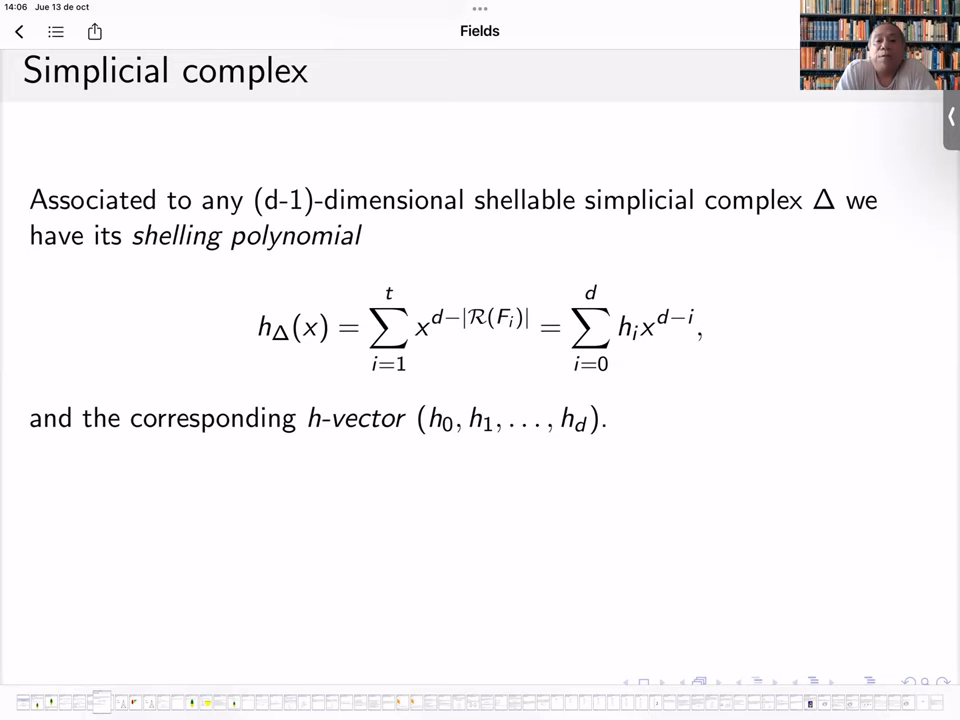 14:06 Jue 13 de oct
Fields
Simplicial complex
Associated to any (d-1)-dimensional shellable simplicial complex Δ we
have its shelling polynomial
h_Δ(x) = ∑_{i=1}^{t} x^{d−|ℛ(F_i)|} = ∑_{i=0}^{d} h_i x^{d−i},
and the corresponding h-vector (h_0, h_1, . . . , h_d).